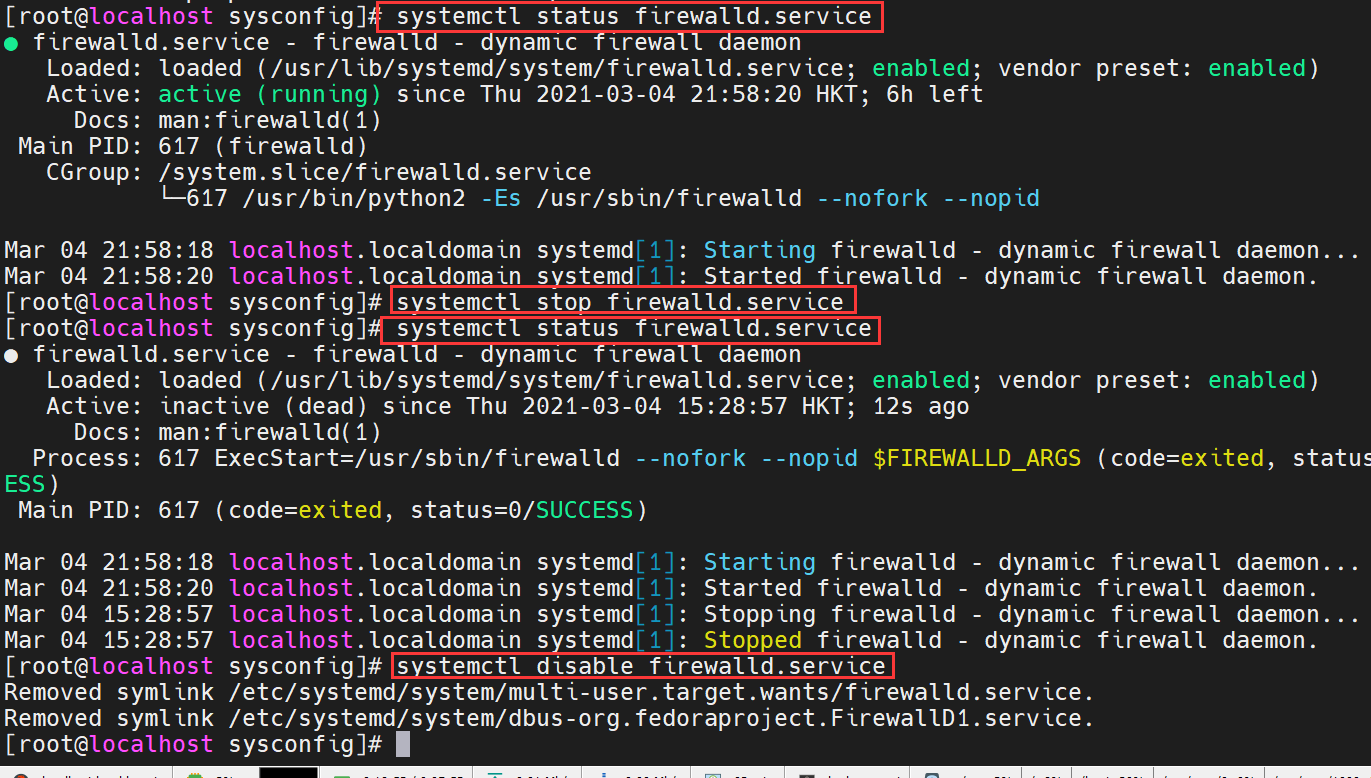 [root@localhost sysconfig]# systemctl status firewalld.service
● firewalld.service - firewalld - dynamic firewall daemon
   Loaded: loaded (/usr/lib/systemd/system/firewalld.service; enabled; vendor preset: enabled)
   Active: active (running) since Thu 2021-03-04 21:58:20 HKT; 6h left
     Docs: man:firewalld(1)
 Main PID: 617 (firewalld)
   CGroup: /system.slice/firewalld.service
           └─617 /usr/bin/python2 -Es /usr/sbin/firewalld --nofork --nopid
Mar 04 21:58:18 localhost.localdomain systemd[1]: Starting firewalld - dynamic firewall daemon...
Mar 04 21:58:20 localhost.localdomain systemd[1]: Started firewalld - dynamic firewall daemon.
[root@localhost sysconfig]# systemctl stop firewalld.service
[root@localhost sysconfig]# systemctl status firewalld.service
● firewalld.service - firewalld - dynamic firewall daemon
   Loaded: loaded (/usr/lib/systemd/system/firewalld.service; enabled; vendor preset: enabled)
   Active: inactive (dead) since Thu 2021-03-04 15:28:57 HKT; 12s ago
     Docs: man:firewalld(1)
  Process: 617 ExecStart=/usr/sbin/firewalld --nofork --nopid $FIREWALLD_ARGS (code=exited, status
ESS)
 Main PID: 617 (code=exited, status=0/SUCCESS)
Mar 04 21:58:18 localhost.localdomain systemd[1]: Starting firewalld - dynamic firewall daemon...
Mar 04 21:58:20 localhost.localdomain systemd[1]: Started firewalld - dynamic firewall daemon.
Mar 04 15:28:57 localhost.localdomain systemd[1]: Stopping firewalld - dynamic firewall daemon...
Mar 04 15:28:57 localhost.localdomain systemd[1]: Stopped firewalld - dynamic firewall daemon.
[root@localhost sysconfig]# systemctl disable firewalld.service
Removed symlink /etc/systemd/system/multi-user.target.wants/firewalld.service.
Removed symlink /etc/systemd/system/dbus-org.fedoraproject.FirewallD1.service.
[root@localhost sysconfig]#